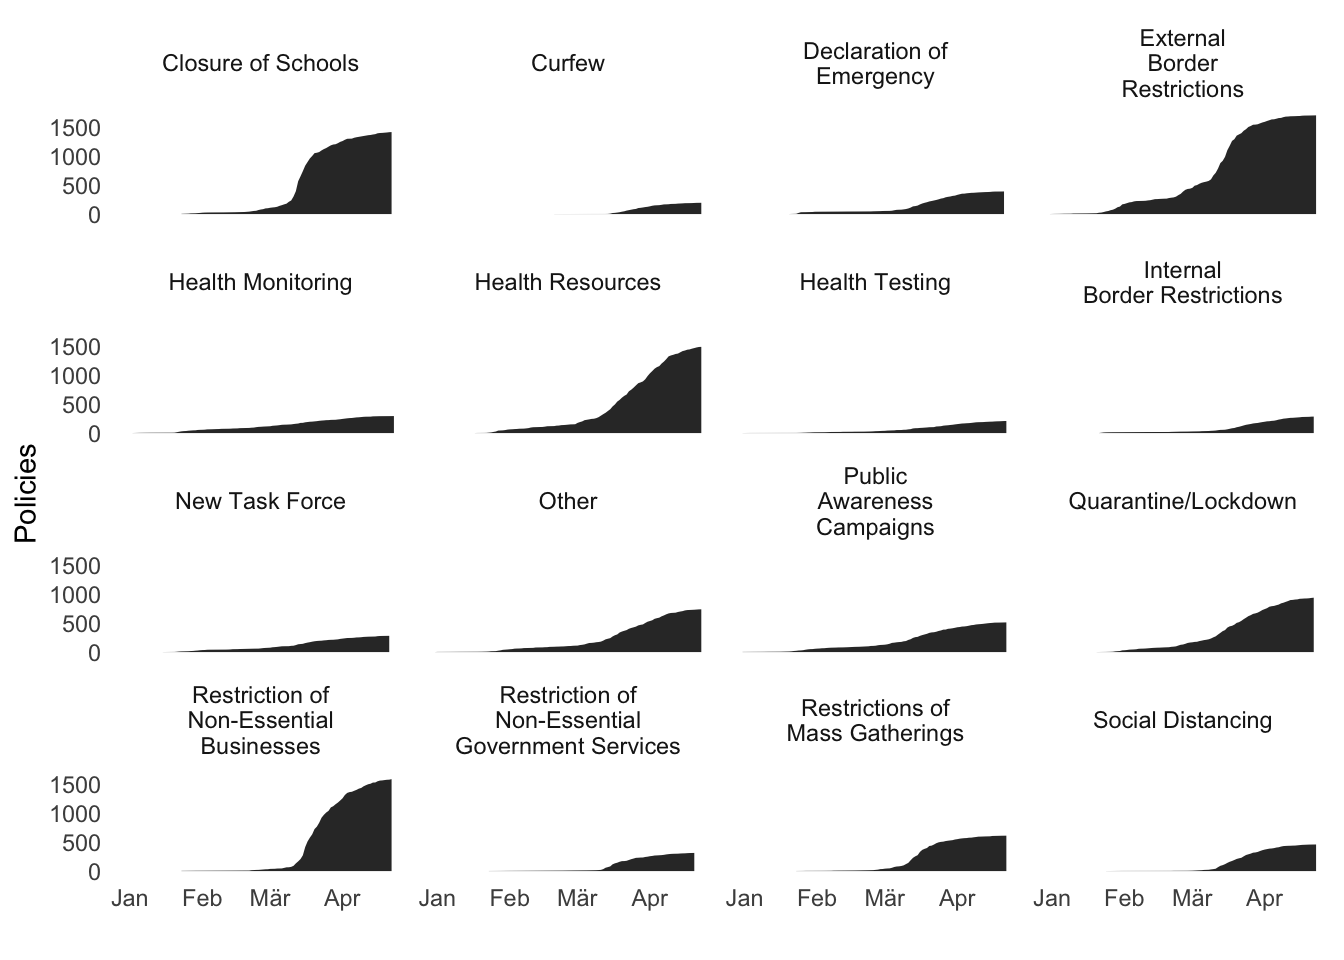 Closure of Schools
Curfew
Declaration of
Emergency
External
Border
Restrictions
1500
1000
500
0
Health Monitoring
Health Resources
Health Testing
Internal
Border Restrictions
1500
1000
500
0
Policies
New Task Force
Other
Public
Awareness
Campaigns
Quarantine/Lockdown
1500
1000
500
0
Restriction of
Non-Essential
Businesses
Restriction of
Non-Essential
Government Services
Restrictions of
Mass Gatherings
Social Distancing
1500
1000
500
0
Jan Feb Mär Apr
Jan Feb Mär Apr
Jan Feb Mär Apr
Jan Feb Mär Apr